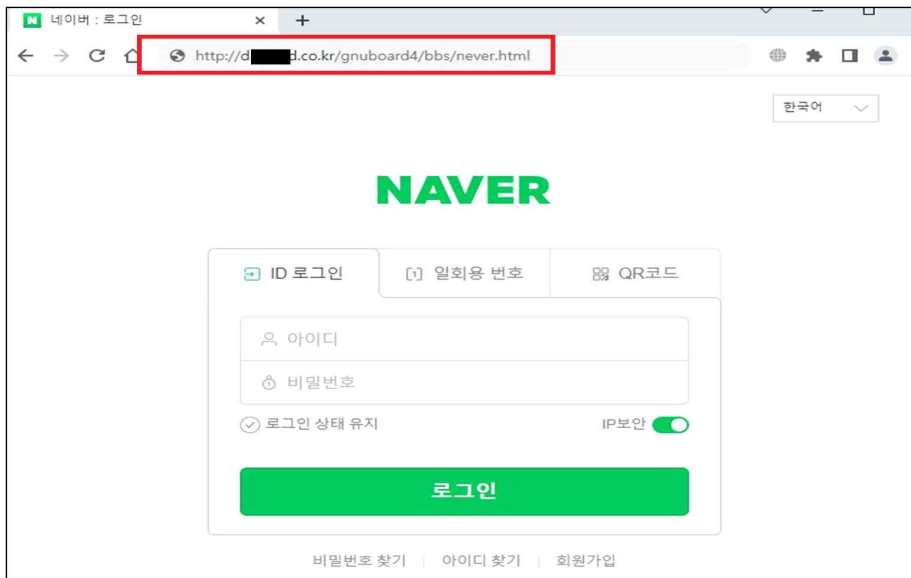 네이버 : 로그인
http://d d.co.kr/gnuboard4/bbs/never.html
한국어
NAVER
ID 로그인 [1] 일회용 번호 QR코드
아이디
비밀번호
로그인 상태 유지 IP보안
로그인
비밀번호 찾기 | 아이디 찾기 | 회원가입